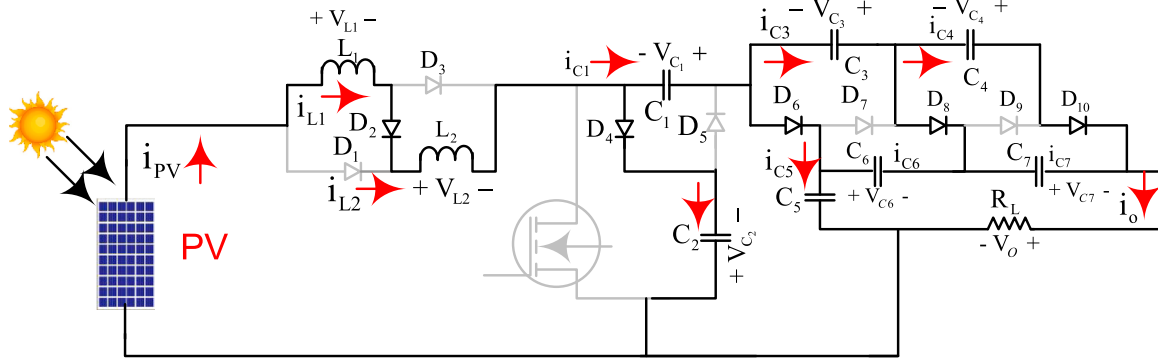 + V_L1 –
L_1
i_L1
D_3
D_2
L_2
D_1
i_L2
+ V_L2 –
i_PV
PV
i_C1
- V_C1 +
C_1
D_4
D_5
C_2
– V_C2 +
i_C3
– V_C3 +
C_3
i_C4
– V_C4 +
C_4
D_6
D_7
D_8
D_9
D_10
i_C5
C_5
C_6
i_C6
+ V_C6 -
C_7
i_C7
+ V_C7 -
R_L
- V_O +
i_o